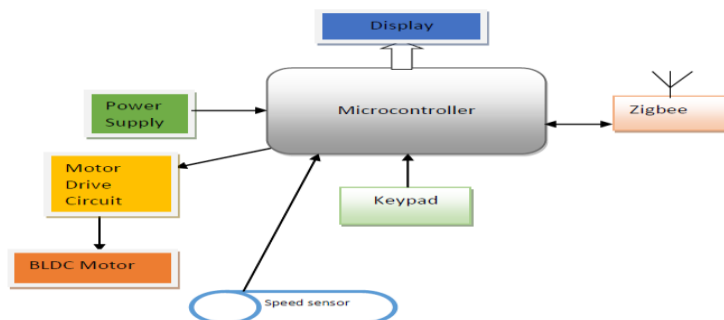 Display
Microcontroller
Power
Supply
Zigbee
Motor
Drive
Circuit
Keypad
BLDC Motor
Speed sensor